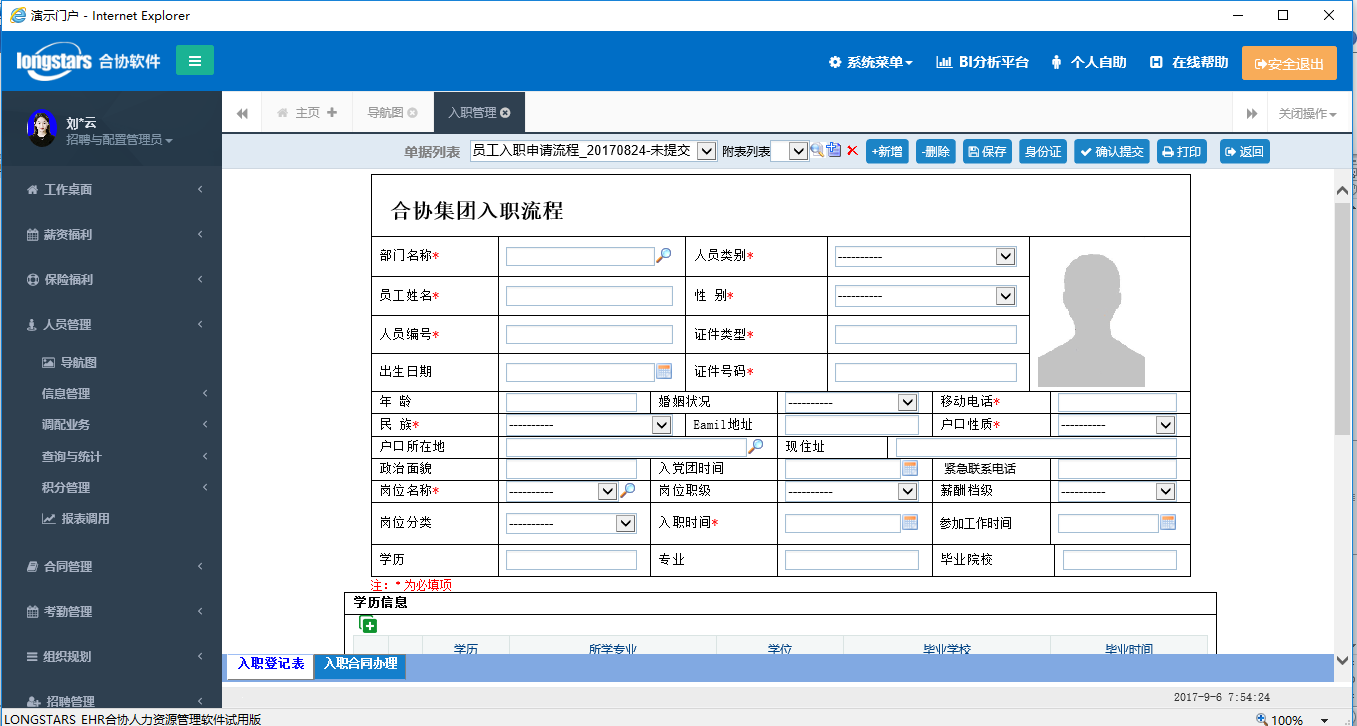 演示门户 - Internet Explorer
longstars 合协软件
系统菜单 BI分析平台 个人自助 在线帮助 安全退出
刘*云
招聘与配置管理员
主页 导航图 入职管理 关闭操作
单据列表 员工入职申请流程_20170824-未提交 附表列表 +新增 -删除 保存 身份证 确认提交 打印 返回
工作桌面
薪资福利
保险福利
人员管理
导航图
信息管理
调配业务
查询与统计
积分管理
报表调用
合同管理
考勤管理
组织规划
招聘管理
合协集团入职流程
部门名称* 人员类别* ----------
员工姓名* 性 别* ----------
人员编号* 证件类型*
出生日期 证件号码*
年 龄 婚姻状况 ---------- 移动电话*
民 族* ---------- Eamil地址 户口性质* ----------
户口所在地 现住址
政治面貌 入党团时间 紧急联系电话
岗位名称* ---------- 岗位职级 ---------- 薪酬档级 ----------
岗位分类 ---------- 入职时间* 参加工作时间
学历 专业 毕业院校
注: * 为必填项
学历信息
学历 所学专业 学位 毕业学校 毕业时间
入职登记表 入职合同办理
2017-9-6 7:54:24
LONGSTARS EHR合协人力资源管理软件试用版
100%